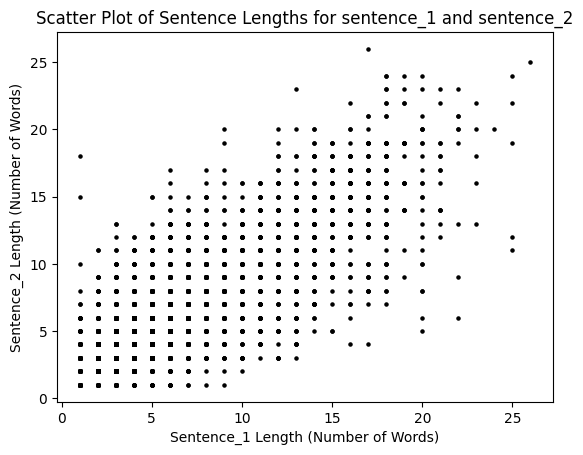 Scatter Plot of Sentence Lengths for sentence_1 and sentence_2
25
20
15
10
5
0
Sentence_2 Length (Number of Words)
0 5 10 15 20 25
Sentence_1 Length (Number of Words)